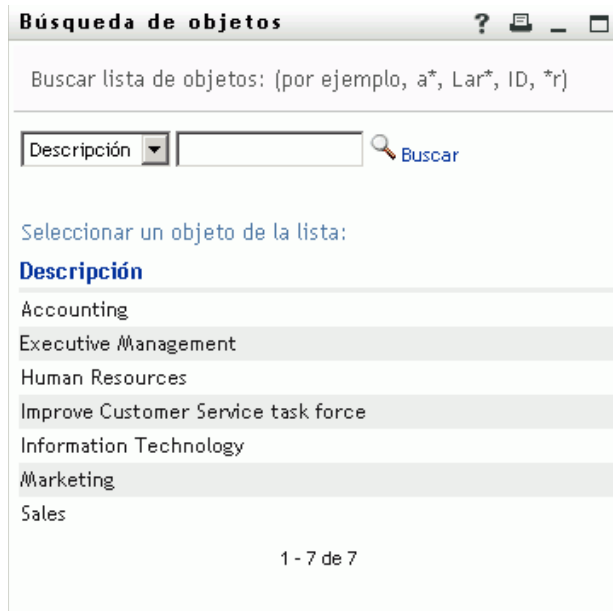 Búsqueda de objetos ?
Buscar lista de objetos: (por ejemplo, a*, Lar*, ID, *r)
Descripción Buscar
Seleccionar un objeto de la lista:
Descripción
Accounting
Executive Management
Human Resources
Improve Customer Service task force
Information Technology
Marketing
Sales
1 - 7 de 7